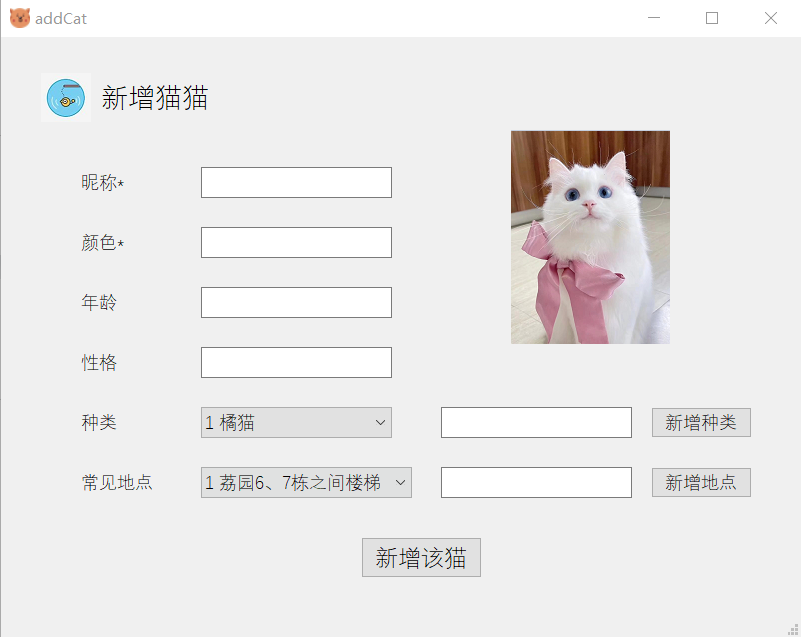 addCat
新增猫猫
昵称*
颜色*
年龄
性格
种类 1 橘猫 新增种类
常见地点 1 荔园6、7栋之间楼梯 新增地点
新增该猫